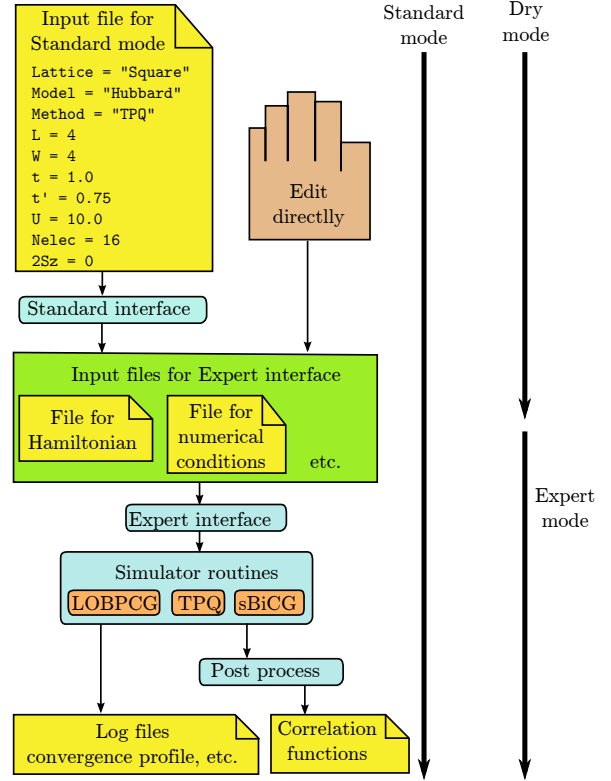 Input file for
Standard mode
Lattice = "Square"
Model = "Hubbard"
Method = "TPQ"
L = 4
W = 4
t = 1.0
t' = 0.75
U = 10.0
Nelec = 16
2Sz = 0
Edit
directlly
Standard
mode
Dry
mode
Standard interface
Input files for Expert interface
File for
Hamiltonian
File for
numerical
conditions
etc.
Expert interface
Expert
mode
Simulator routines
LOBPCG
TPQ
sBiCG
Post process
Log files
convergence profile, etc.
Correlation
functions